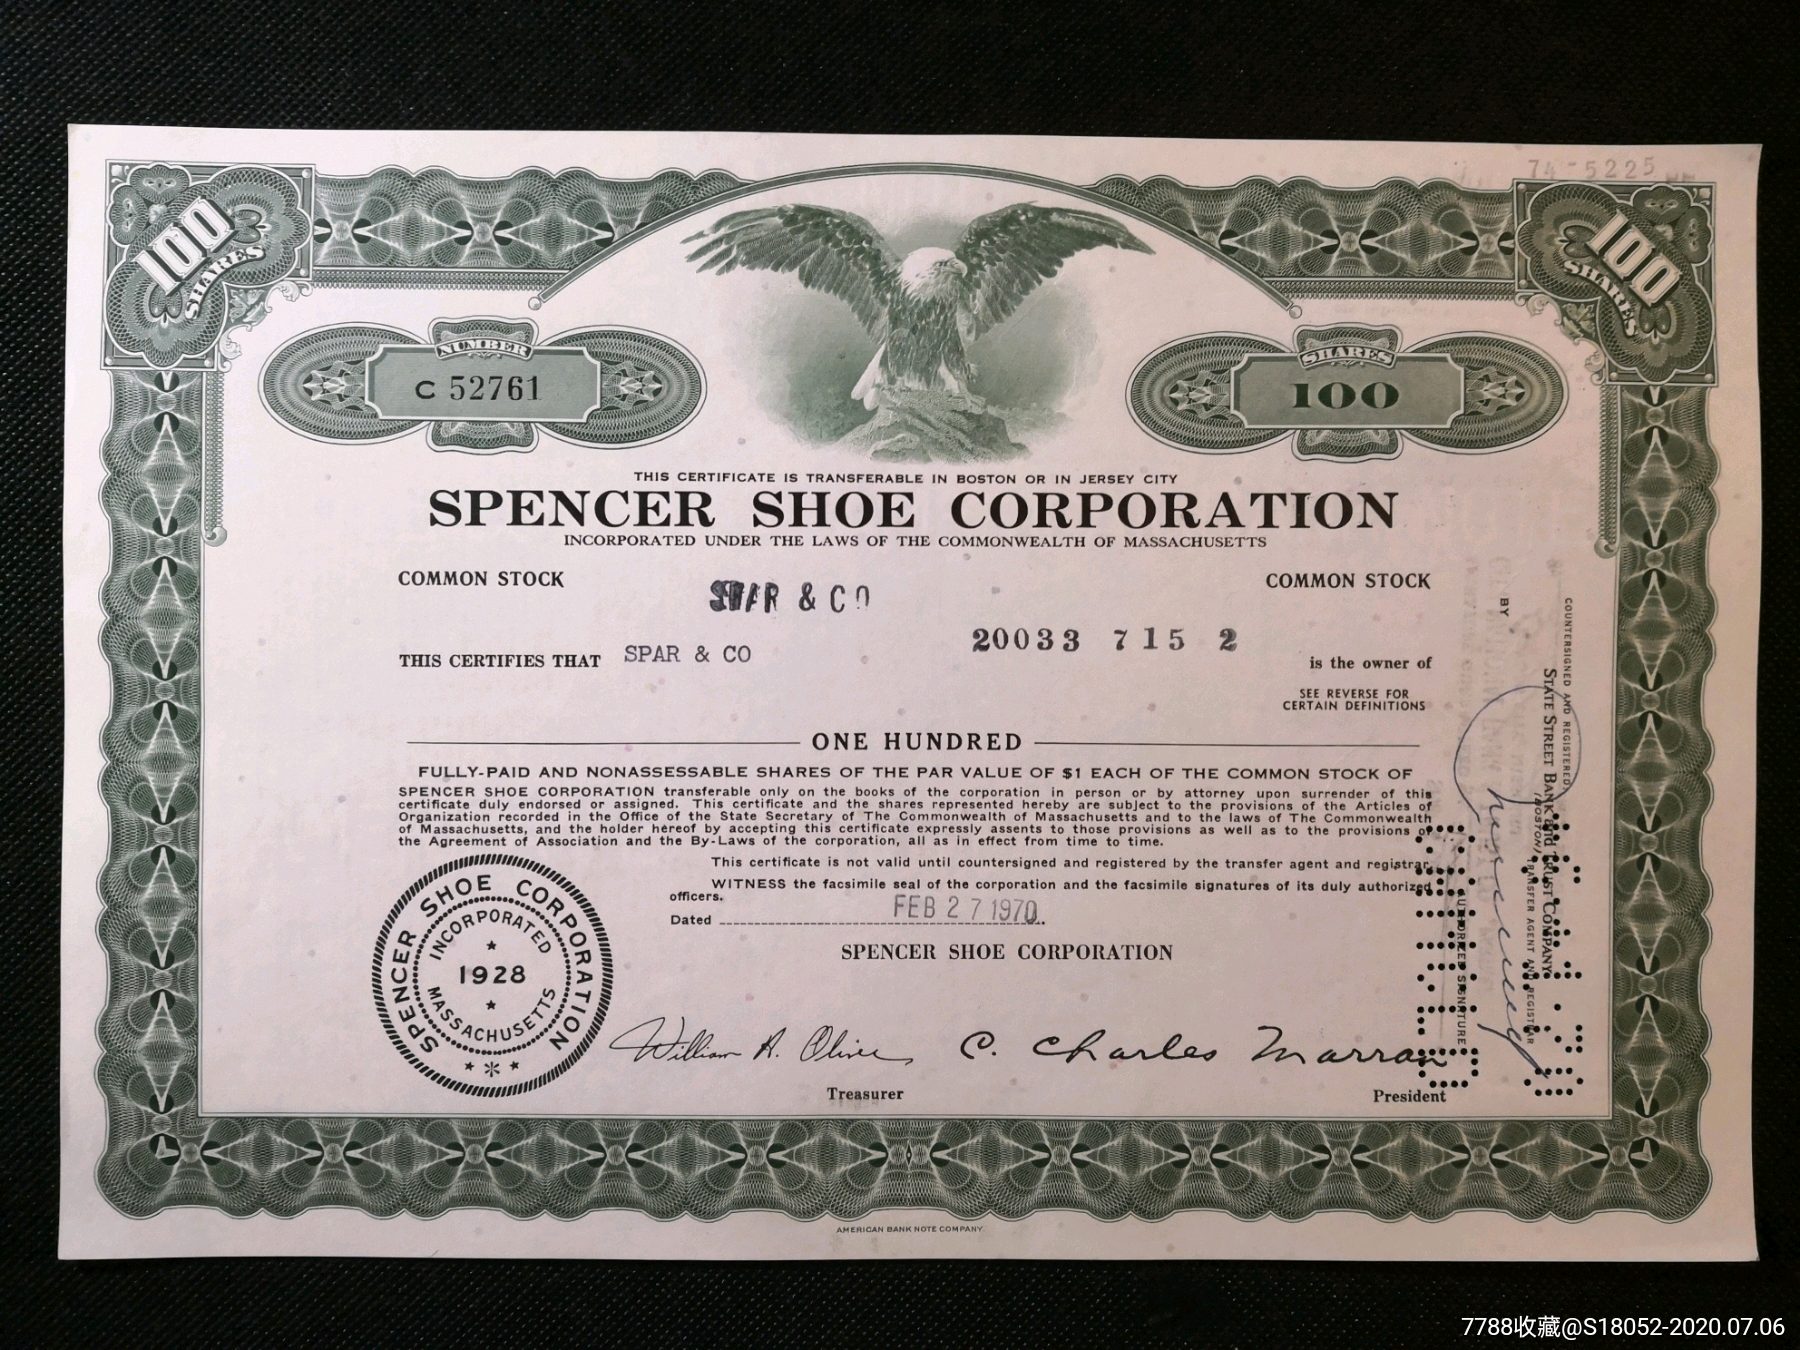 74-5225
100
SHARES
100
SHARES
NUMBER
C 52761
SHARES
100
THIS CERTIFICATE IS TRANSFERABLE IN BOSTON OR IN JERSEY CITY
SPENCER SHOE CORPORATION
INCORPORATED UNDER THE LAWS OF THE COMMONWEALTH OF MASSACHUSETTS
COMMON STOCK
COMMON STOCK
& CO
20033 7 15 2
THIS CERTIFIES THAT SPAR & CO
is the owner of
SEE REVERSE FOR
CERTAIN DEFINITIONS
ONE HUNDRED
FULLY-PAID AND NONASSESSABLE SHARES OF THE PAR VALUE OF $1 EACH OF THE COMMON STOCK OF
SPENCER SHOE CORPORATION transferable only on the books of the corporation in person or by attorney upon surrender of this
certificate duly endorsed or assigned. This certificate and the shares represented hereby are subject to the provisions of the Articles of
Organization recorded in the Office of the State Secretary of The Commonwealth of Massachusetts and to the laws of The Commonwealth
of Massachusetts, and the holder hereof by accepting this certificate expressly assents to those provisions as well as to the provisions of
the Agreement of Association and the By-Laws of the corporation, all as in effect from time to time.
This certificate is not valid until countersigned and registered by the transfer agent and registrar.
WITNESS the facsimile seal of the corporation and the facsimile signatures of its duly authorized
officers.
Dated FEB 27 1970
SPENCER SHOE CORPORATION
SPENCER SHOE CORPORATION
INCORPORATED
1928
MASSACHUSETTS
William A. Oliver
C. Charles Marran
Treasurer
President
COUNTERSIGNED AND REGISTERED
STATE STREET BANK AND TRUST COMPANY
(BOSTON)
TRANSFER AGENT AND REGISTRAR
BY
AUTHORIZED SIGNATURE
AMERICAN BANK NOTE COMPANY
7788收藏@S18052-2020.07.06